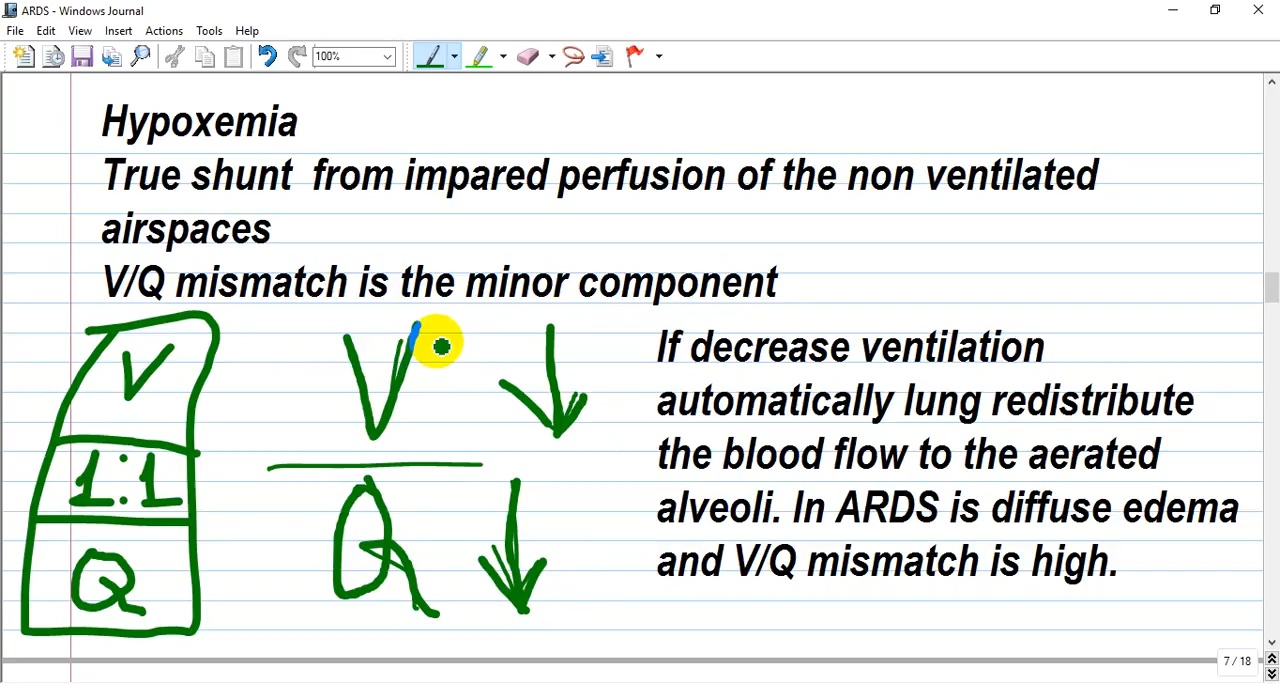 ARDS - Windows Journal
File Edit View Insert Actions Tools Help
100%
Hypoxemia
True shunt from impared perfusion of the non ventilated
airspaces
V/Q mismatch is the minor component
V
1:1
Q
V
Q
If decrease ventilation
automatically lung redistribute
the blood flow to the aerated
alveoli. In ARDS is diffuse edema
and V/Q mismatch is high.
7 / 18